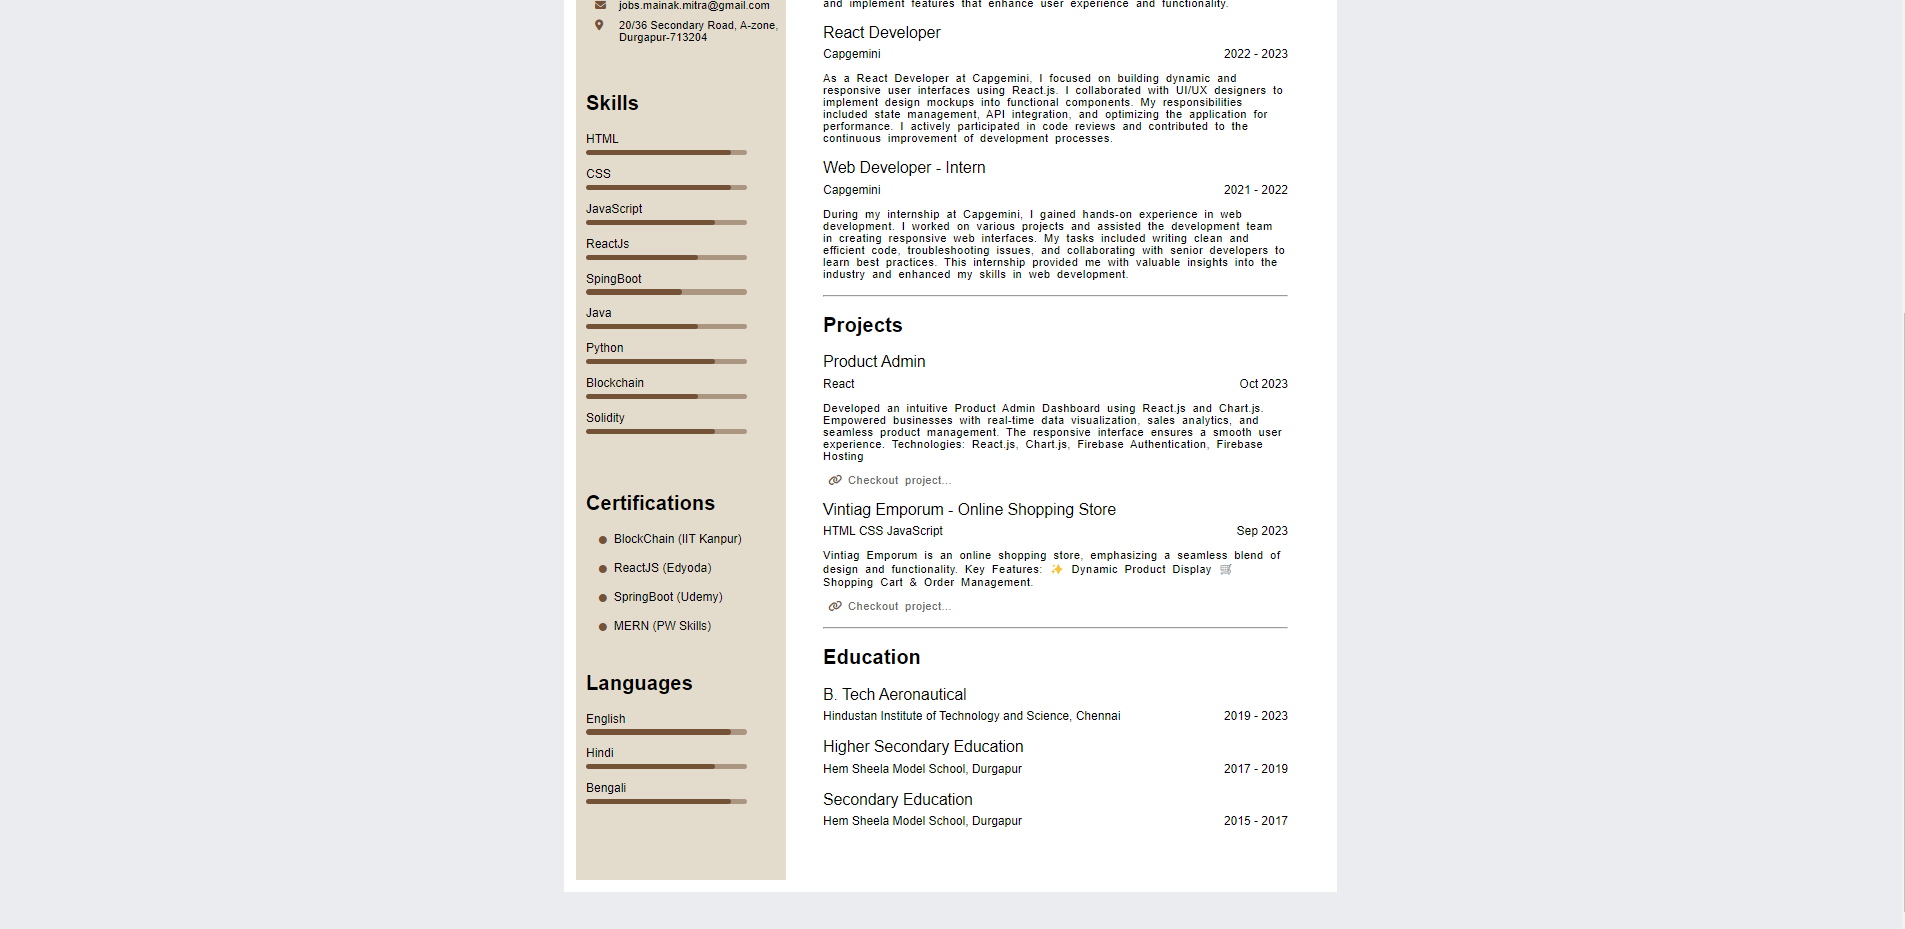 jobs.mainak.mitra@gmail.com
20/36 Secondary Road, A-zone,
Durgapur-713204
Skills
HTML
CSS
JavaScript
ReactJs
SpingBoot
Java
Python
Blockchain
Solidity
Certifications
BlockChain (IIT Kanpur)
ReactJS (Edyoda)
SpringBoot (Udemy)
MERN (PW Skills)
Languages
English
Hindi
Bengali
and implement features that enhance user experience and functionality.
React Developer
Capgemini 2022 - 2023
As a React Developer at Capgemini, I focused on building dynamic and
responsive user interfaces using React.js. I collaborated with UI/UX designers to
implement design mockups into functional components. My responsibilities
included state management, API integration, and optimizing the application for
performance. I actively participated in code reviews and contributed to the
continuous improvement of development processes.
Web Developer - Intern
Capgemini 2021 - 2022
During my internship at Capgemini, I gained hands-on experience in web
development. I worked on various projects and assisted the development team
in creating responsive web interfaces. My tasks included writing clean and
efficient code, troubleshooting issues, and collaborating with senior developers to
learn best practices. This internship provided me with valuable insights into the
industry and enhanced my skills in web development.
Projects
Product Admin
React Oct 2023
Developed an intuitive Product Admin Dashboard using React.js and Chart.js.
Empowered businesses with real-time data visualization, sales analytics, and
seamless product management. The responsive interface ensures a smooth user
experience. Technologies: React.js, Chart.js, Firebase Authentication, Firebase
Hosting
Checkout project...
Vintiag Emporum - Online Shopping Store
HTML CSS JavaScript Sep 2023
Vintiag Emporum is an online shopping store, emphasizing a seamless blend of
design and functionality. Key Features: ✨ Dynamic Product Display 🛒
Shopping Cart & Order Management.
Checkout project...
Education
B. Tech Aeronautical
Hindustan Institute of Technology and Science, Chennai 2019 - 2023
Higher Secondary Education
Hem Sheela Model School, Durgapur 2017 - 2019
Secondary Education
Hem Sheela Model School, Durgapur 2015 - 2017